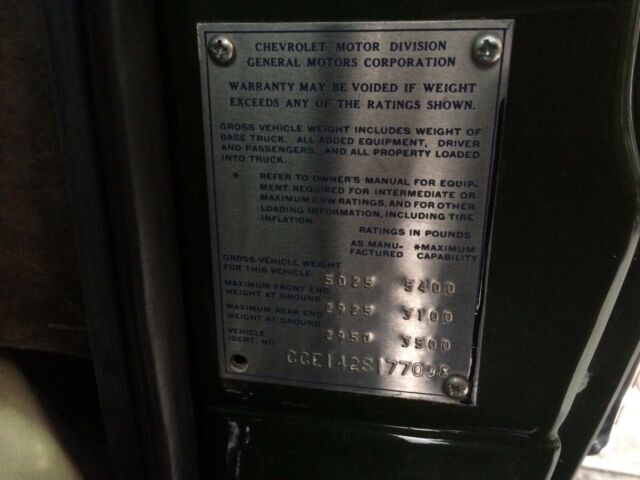 CHEVROLET MOTOR DIVISION
GENERAL MOTORS CORPORATION
WARRANTY MAY BE VOIDED IF WEIGHT
EXCEEDS ANY OF THE RATINGS SHOWN.
GROSS VEHICLE WEIGHT INCLUDES WEIGHT OF
BASE TRUCK, ALL ADDED EQUIPMENT, DRIVER
AND PASSENGERS, AND ALL PROPERTY LOADED
INTO TRUCK.
* REFER TO OWNER'S MANUAL FOR EQUIP-
MENT REQUIRED FOR INTERMEDIATE OR
MAXIMUM GVW RATINGS, AND FOR OTHER
LOADING INFORMATION, INCLUDING TIRE
INFLATION.
RATINGS IN POUNDS
AS MANU- *MAXIMUM
FACTURED CAPABILITY
GROSS VEHICLE WEIGHT
FOR THIS VEHICLE 5025 5400
MAXIMUM FRONT END
WEIGHT AT GROUND 2925 3100
MAXIMUM REAR END
WEIGHT AT GROUND 2950 3500
VEHICLE
IDENT. NO.
CCE142S177098